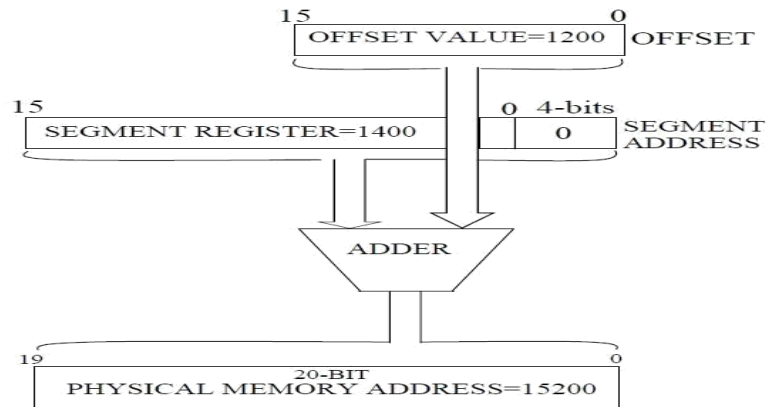 15 0
OFFSET VALUE=1200 OFFSET
15 0 4-bits
SEGMENT REGISTER=1400 0 SEGMENT
ADDRESS
ADDER
19 0
20-BIT
PHYSICAL MEMORY ADDRESS=15200